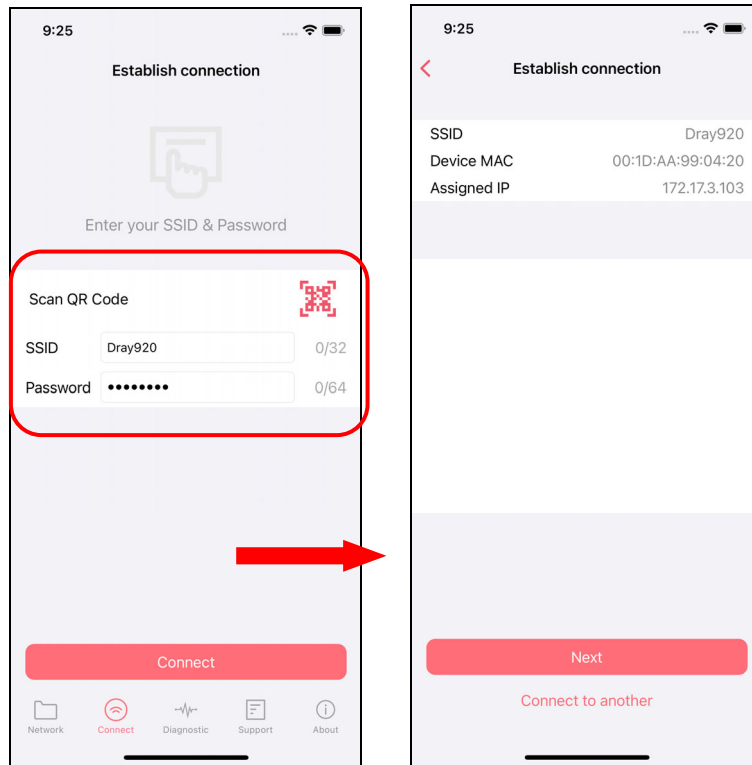 9:25
Establish connection
Enter your SSID & Password
Scan QR Code
SSID Dray920 0/32
Password •••••••• 0/64
Connect
Network Connect Diagnostic Support About
9:25
Establish connection
SSID Dray920
Device MAC 00:1D:AA:99:04:20
Assigned IP 172.17.3.103
Next
Connect to another